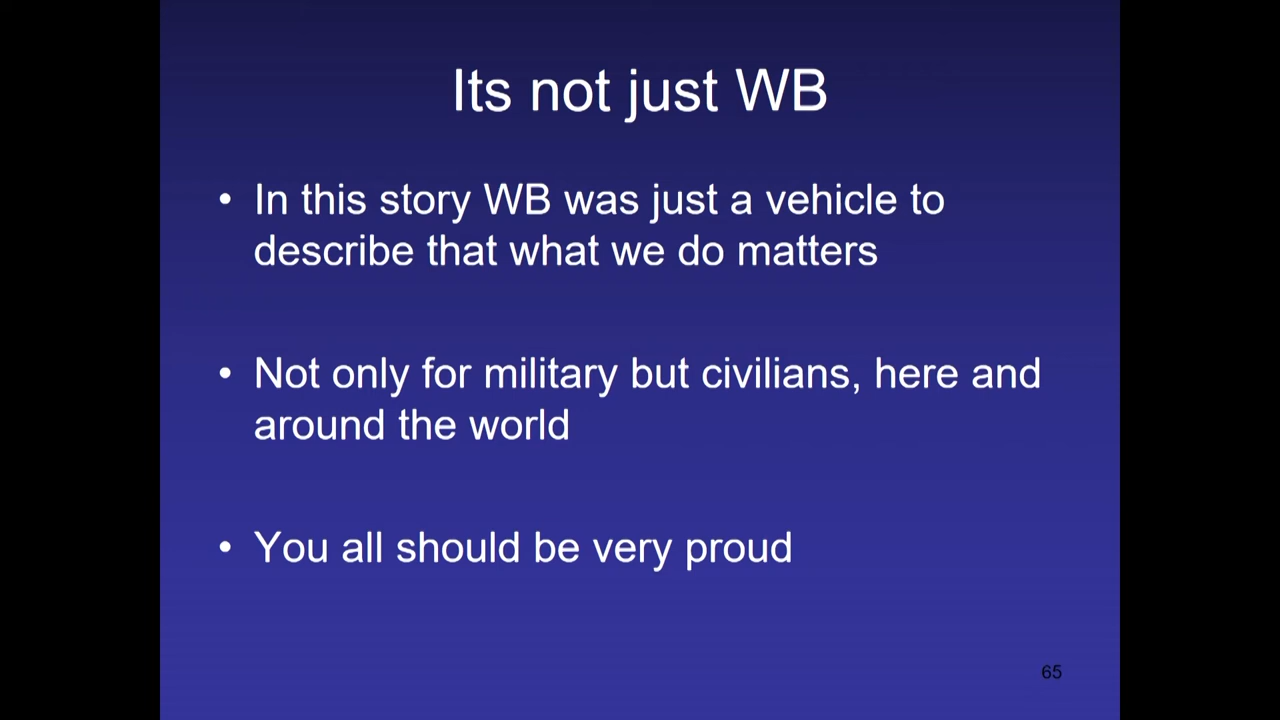 Its not just WB
• In this story WB was just a vehicle to
describe that what we do matters
• Not only for military but civilians, here and
around the world
• You all should be very proud
65